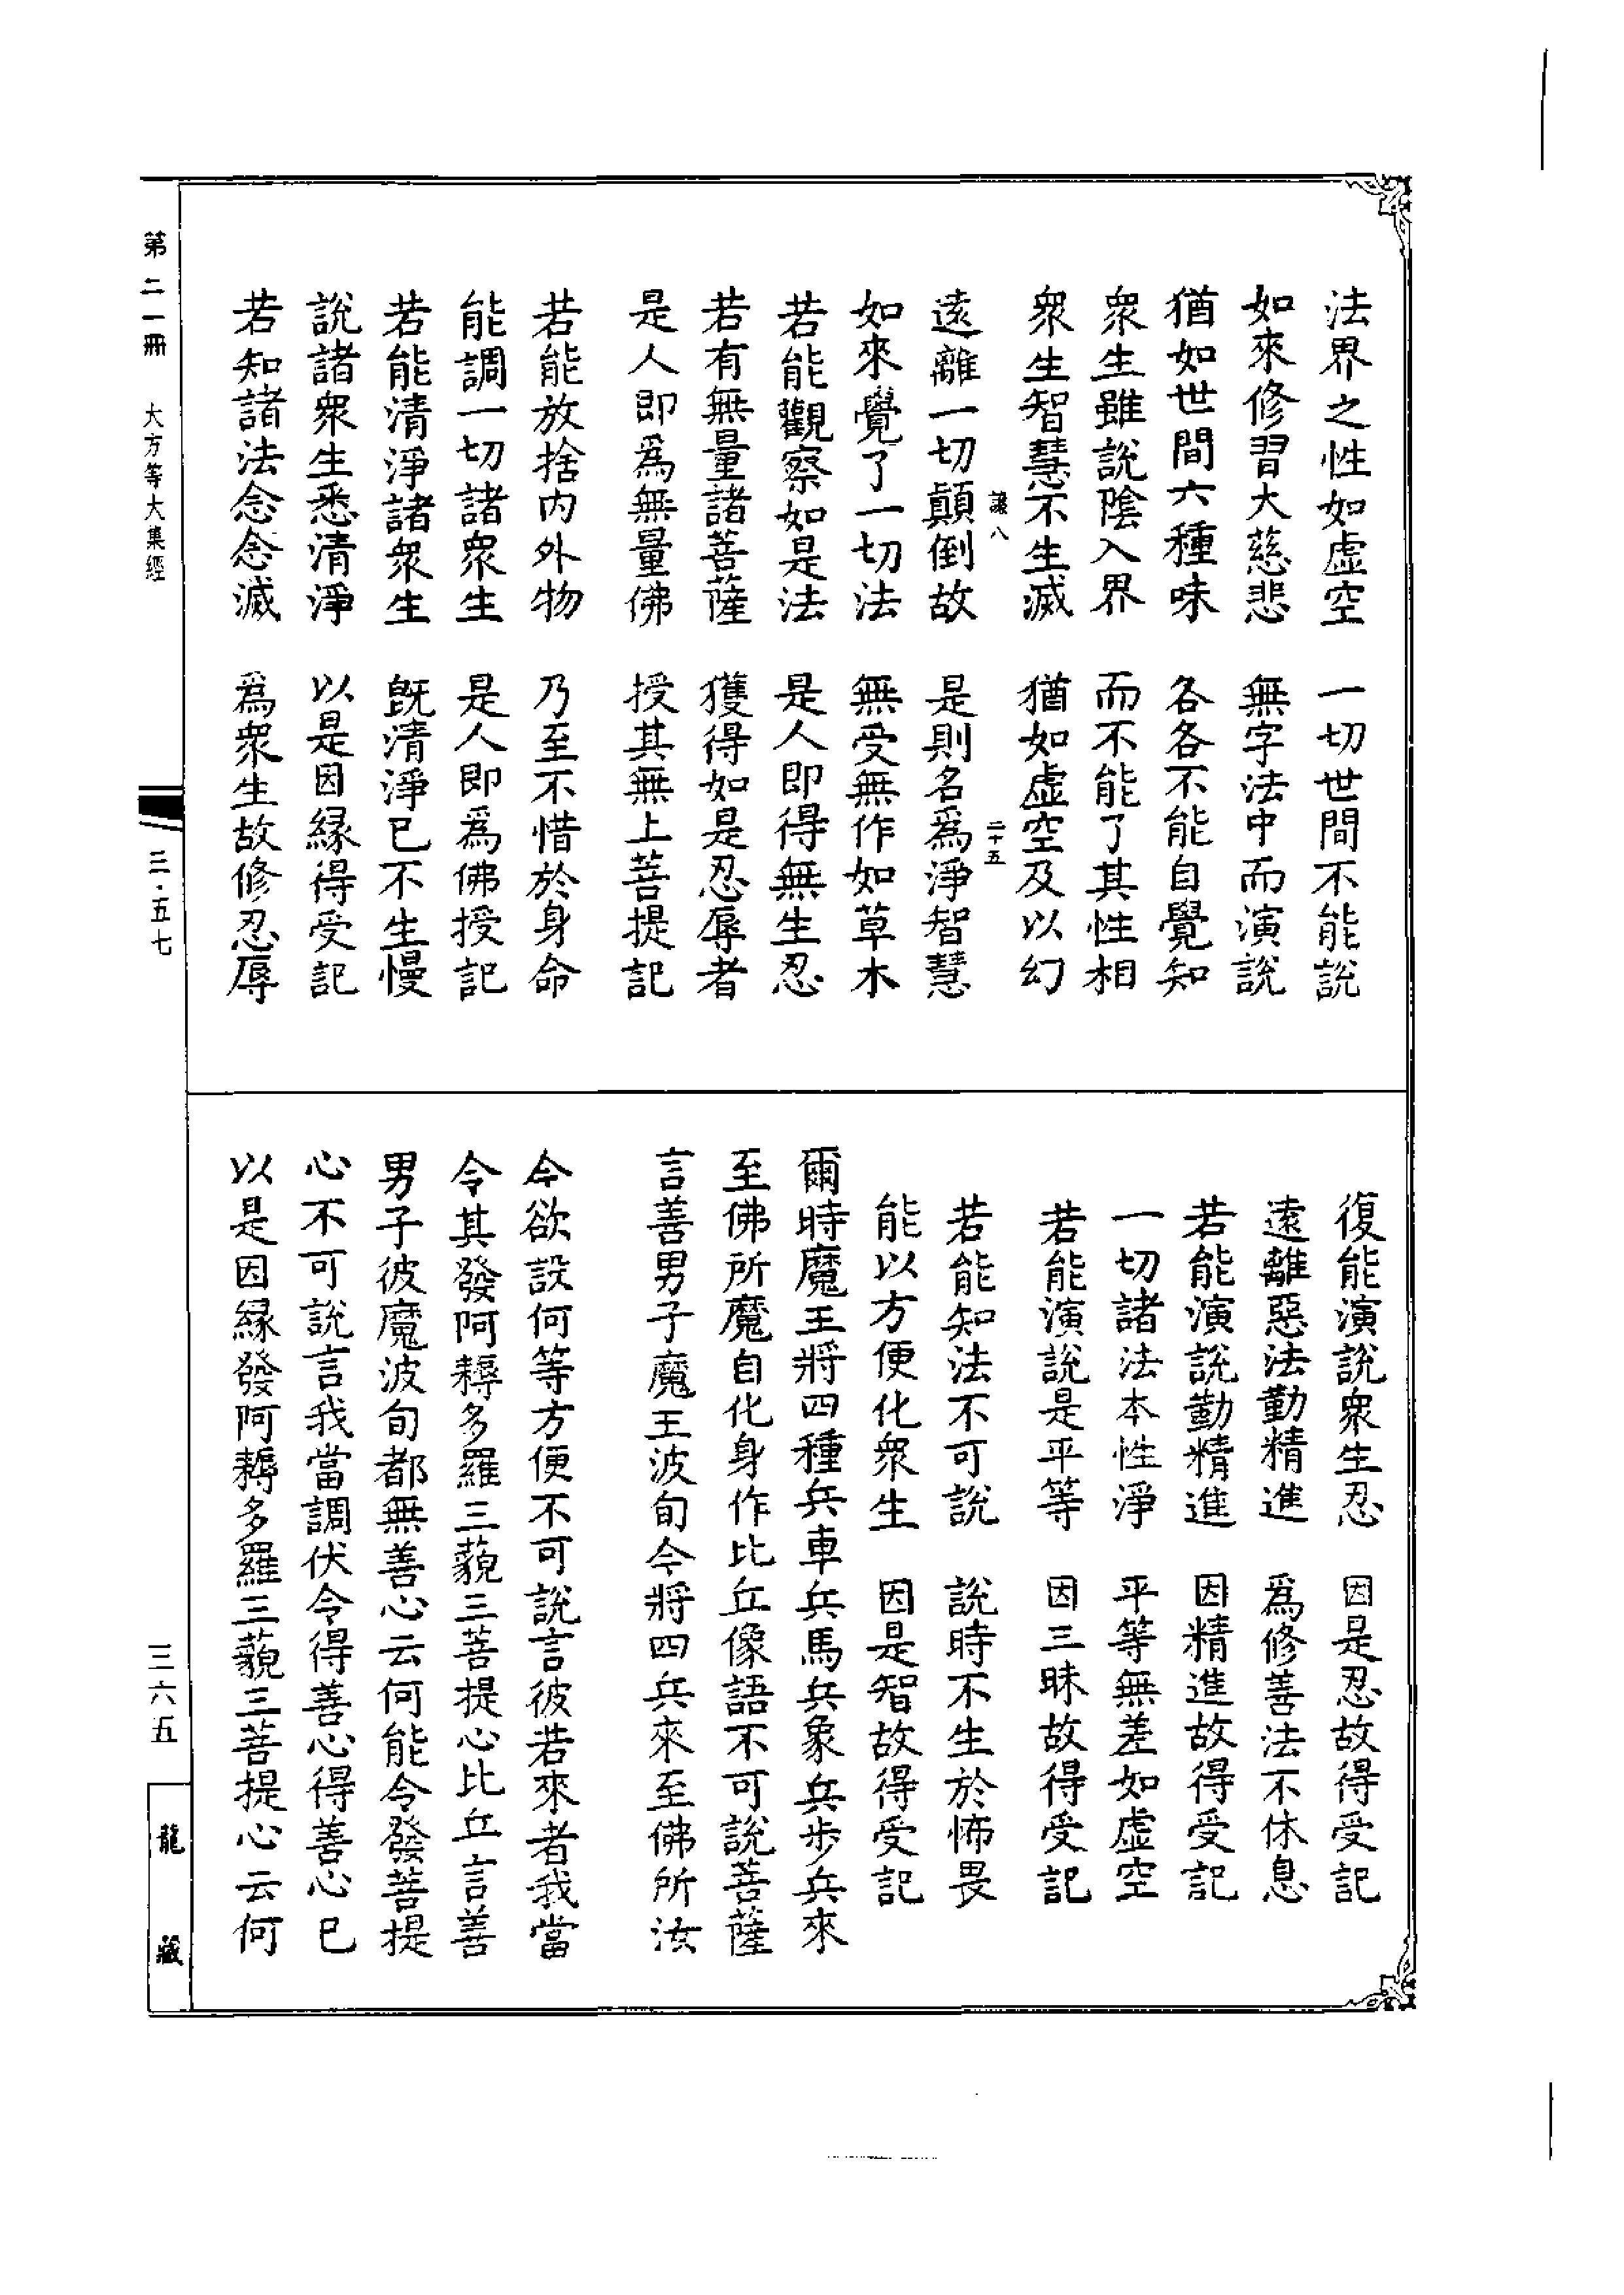 法界之性如虛空　一切世間不能說
如來修習大慈悲　無字法中而演說
猶如世間六種味　各各不能自覺知
眾生雖說陰入界　而不能了其性相
眾生智慧不生滅　猶如虛空及以幻
八　二十五
遠離一切顛倒故　是則名為淨智慧
如來覺了一切法　無受無作如草木
若能觀察如是法　是人即得無生忍
若有無量諸菩薩　獲得如是忍辱者
是人即為無量佛　授其無上菩提記
若能放捨內外物　乃至不惜於身命
能調一切諸眾生　是人即為佛授記
若能清淨諸眾生　既清淨已不生慢
說諸眾生悉清淨　以是因緣得受記
若知諸法念念滅　為眾生故修忍辱
復能演說眾生忍　因是忍故得受記
遠離惡法勤精進　為修善法不休息
若能演說勤精進　因精進故得受記
一切諸法本性淨　平等無差如虛空
若能演說是平等　因三昧故得受記
若能知法不可說　說時不生於怖畏
能以方便化眾生　因是智故得受記
爾時魔王將四種兵車兵馬兵象兵步兵來
至佛所魔自化身作比丘像語不可說菩薩
言善男子魔王波旬今將四兵來至佛所汝
今欲設何等方便不可說言彼若來者我當
令其發阿耨多羅三藐三菩提心比丘言善
男子彼魔波旬都無善心云何能令發菩提
心不可說言我當調伏令得善心得善心已
以是因緣發阿耨多羅三藐三菩提心云何
第二一冊　大方等大集經
三·五七
三六五
龍藏